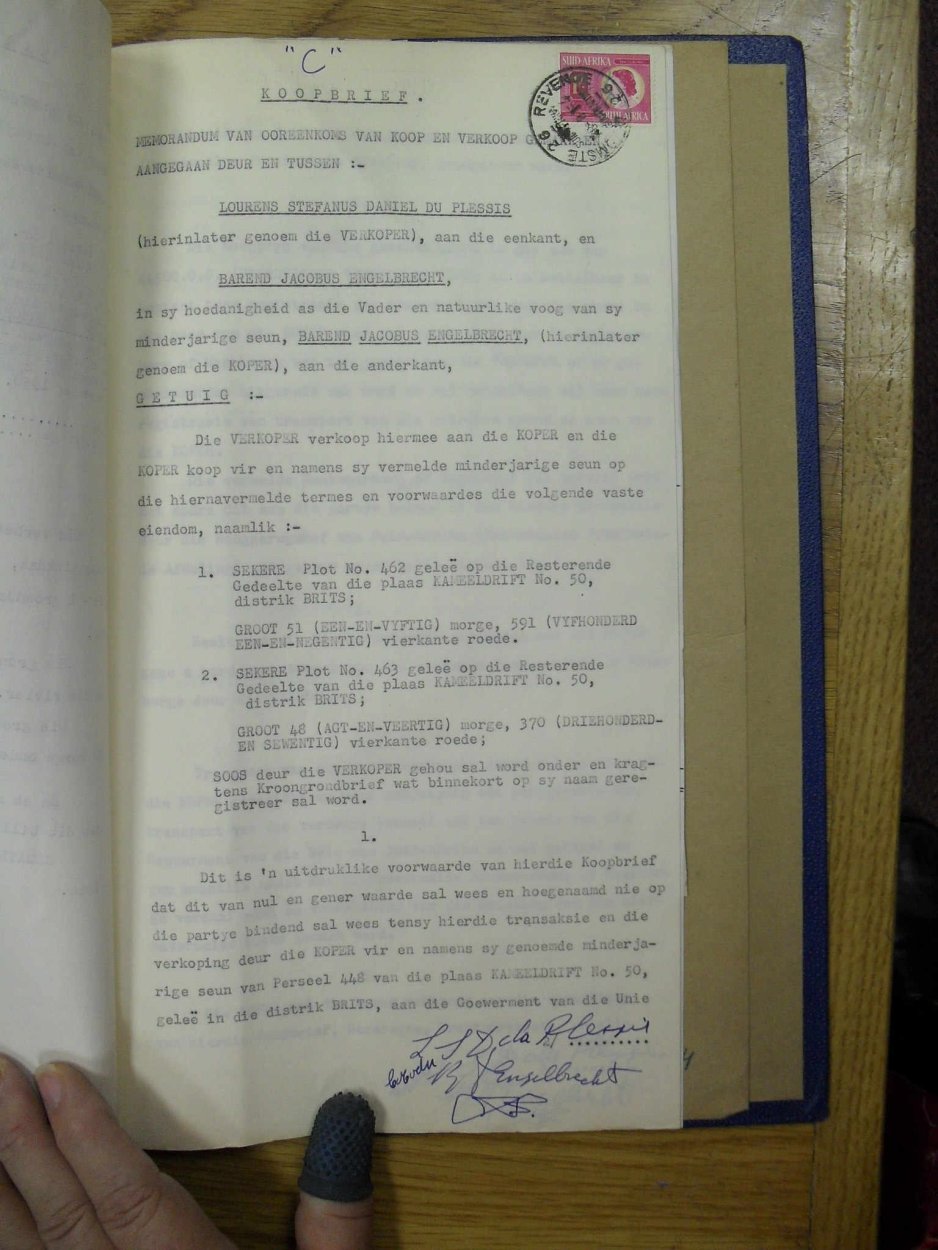 "C"
KOOPBRIEF.
SUID AFRIKA
REVENUE
MEMORANDUM VAN OOREENKOMS VAN KOOP EN VERKOOP
AANGEGAAN DEUR EN TUSSEN :-
LOURENS STEFANUS DANIEL DU PLESSIS
(hierinlater genoem die VERKOPER), aan die eenkant, en
BAREND JACOBUS ENGELBRECHT,
in sy hoedanigheid as die Vader en natuurlike voog van sy
minderjarige seun, BAREND JACOBUS ENGELBRECHT, (hierinlater
genoem die KOPER), aan die anderkant,
GETUIG :-
Die VERKOPER verkoop hiermee aan die KOPER en die
KOPER koop vir en namens sy vermelde minderjarige seun op
die hiernavermelde termes en voorwaardes die volgende vaste
eiendom, naamlik :-
1. SEKERE Plot No. 462 geleë op die Resterende
Gedeelte van die plaas KAMEELDRIFT No. 50,
distrik BRITS;
GROOT 51 (EEN-EN-VYFTIG) morge, 591 (VYFHONDERD
EEN-EN-NEGENTIG) vierkante roede.
2. SEKERE Plot No. 463 geleë op die Resterende
Gedeelte van die plaas KAMEELDRIFT No. 50,
distrik BRITS;
GROOT 48 (AGT-EN-VEERTIG) morge, 370 (DRIEHONDERD-
EN SEWENTIG) vierkante roede;
SOOS deur die VERKOPER gehou sal word onder en krag-
tens Kroongrondbrief wat binnekort op sy naam gere-
gistreer sal word.
1.
Dit is 'n uitdruklike voorwaarde van hierdie Koopbrief
dat dit van nul en gener waarde sal wees en hoegenaamd nie op
die partye bindend sal wees tensy hierdie transaksie en die
verkoping deur die KOPER vir en namens sy genoemde minderja-
rige seun van Perseel 448 van die plaas KAMEELDRIFT No. 50,
geleë in die distrik BRITS, aan die Goewerment van die Unie
L S D du Plessis
B J Engelbrecht